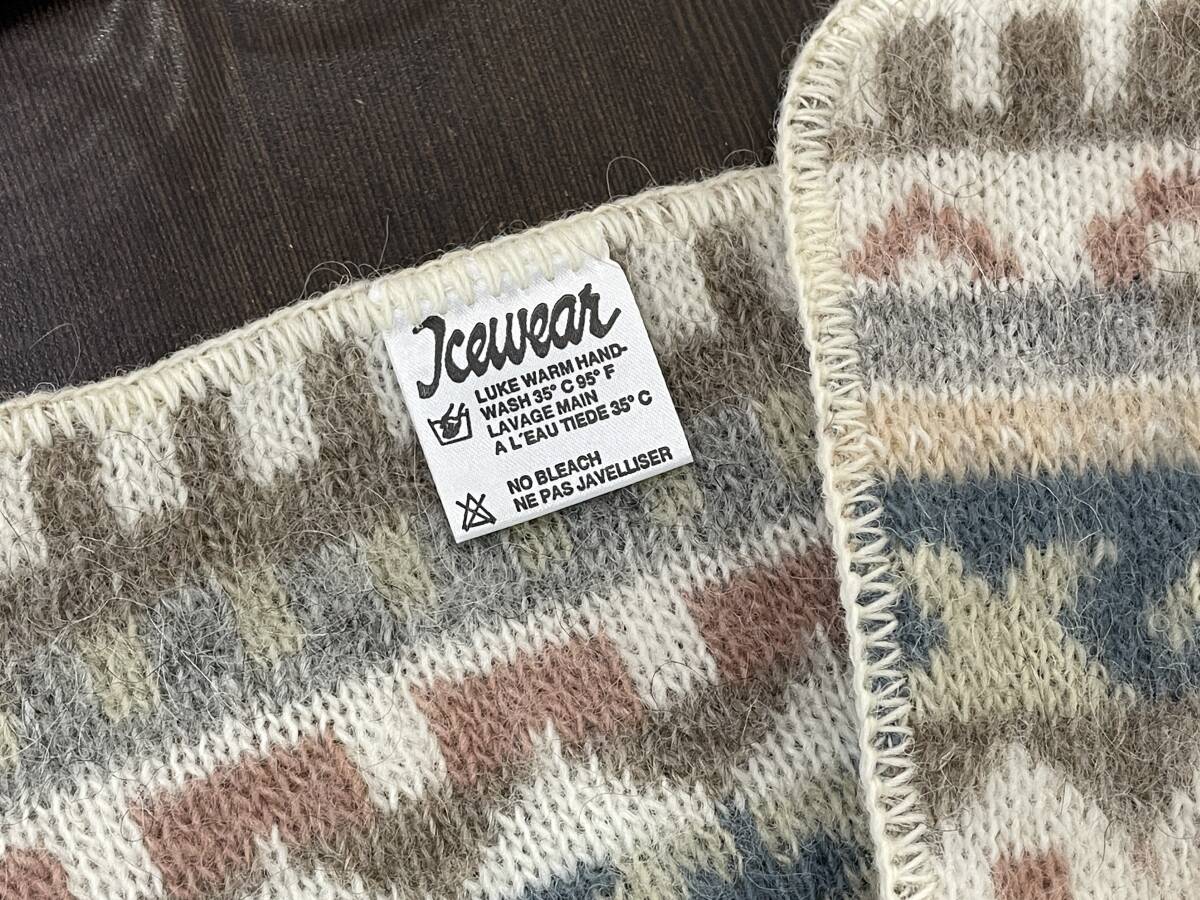 Icewear
LUKE WARM HAND-
WASH 35° C 95° F
LAVAGE MAIN
A L'EAU TIEDE 35° C
NO BLEACH
NE PAS JAVELLISER